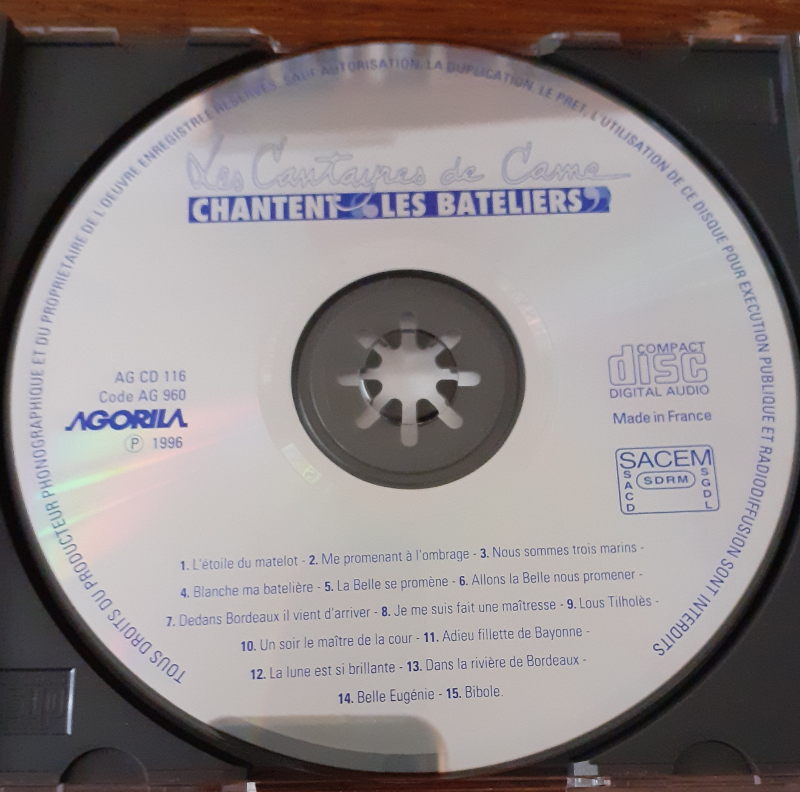 TOUS DROITS DU PRODUCTEUR PHONOGRAPHIQUE ET DU PROPRIETAIRE DE L'OEUVRE ENREGISTREE RESERVES. SAUF AUTORISATION, LA DUPLICATION, LE PRET, L'UTILISATION DE CE DISQUE POUR EXECUTION PUBLIQUE ET RADIODIFFUSION SONT INTERDITS
Les Cantayres de Came
CHANTENT LES BATELIERS
AG CD 116
Code AG 960
AGORILA
Ⓟ 1996
COMPACT
disc
DIGITAL AUDIO
Made in France
SACEM
SACD
SDRM
SGDL
1. L'étoile du matelot - 2. Me promenant à l'ombrage - 3. Nous sommes trois marins -
4. Blanche ma batelière - 5. La Belle se promène - 6. Allons la Belle nous promener -
7. Dedans Bordeaux il vient d'arriver - 8. Je me suis fait une maîtresse - 9. Lous Tilholès -
10. Un soir le maître de la cour - 11. Adieu fillette de Bayonne -
12. La lune est si brillante - 13. Dans la rivière de Bordeaux -
14. Belle Eugénie - 15. Bibole.